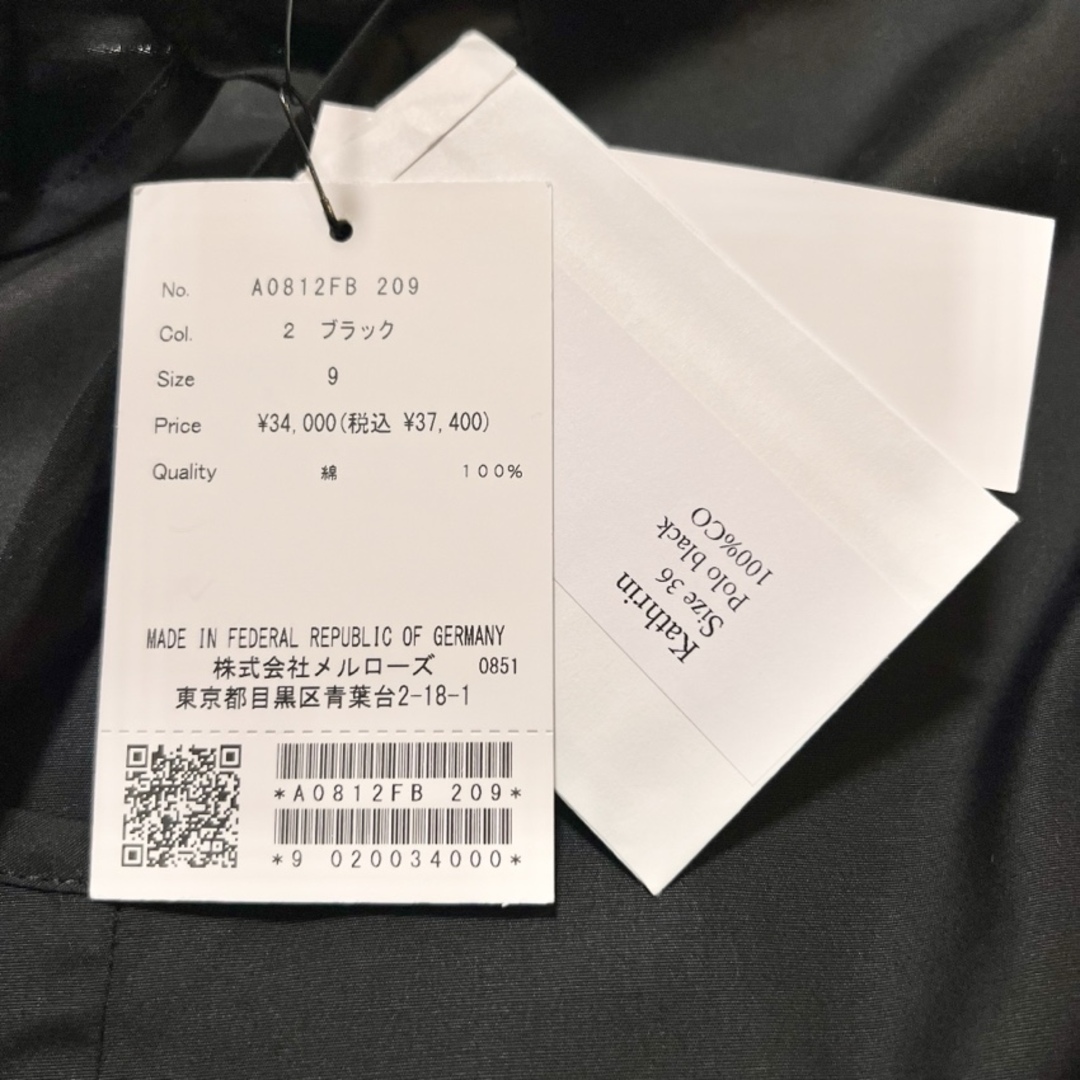 No. A0812FB 209
Col. 2 ブラック
Size 9
Price ¥34,000(税込 ¥37,400)
Quality 綿 100%
MADE IN FEDERAL REPUBLIC OF GERMANY
株式会社メルローズ 0851
東京都目黒区青葉台2-18-1
*A0812FB 209*
*9 020034000*
Kathrin
Size 36
Polo black
100%CO